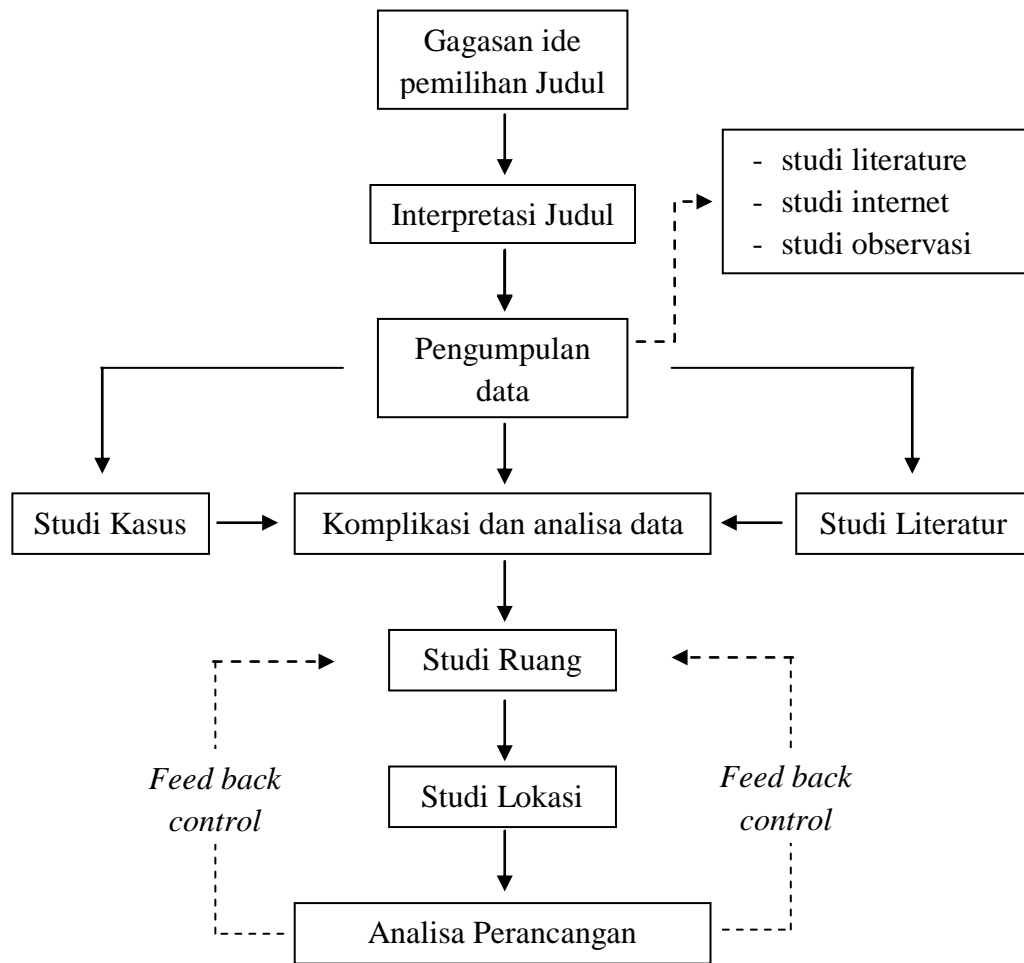 Gagasan ide
pemilihan Judul
- studi literature
- studi internet
- studi observasi
Interpretasi Judul
Pengumpulan
data
Studi Kasus
Komplikasi dan analisa data
Studi Literatur
Studi Ruang
Feed back
control
Studi Lokasi
Feed back
control
Analisa Perancangan